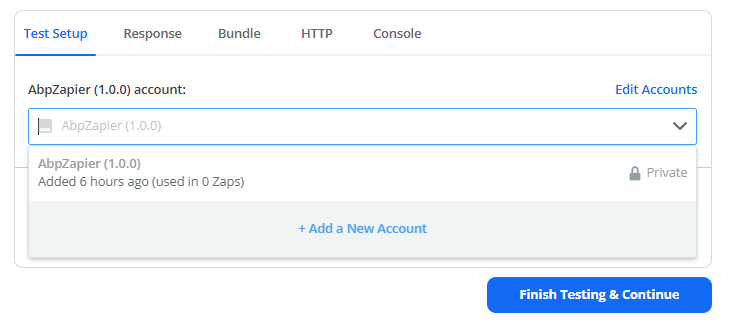 Test Setup Response Bundle HTTP Console
AbpZapier (1.0.0) account: Edit Accounts
AbpZapier (1.0.0)
AbpZapier (1.0.0)
Added 6 hours ago (used in 0 Zaps) Private
+ Add a New Account
Finish Testing & Continue